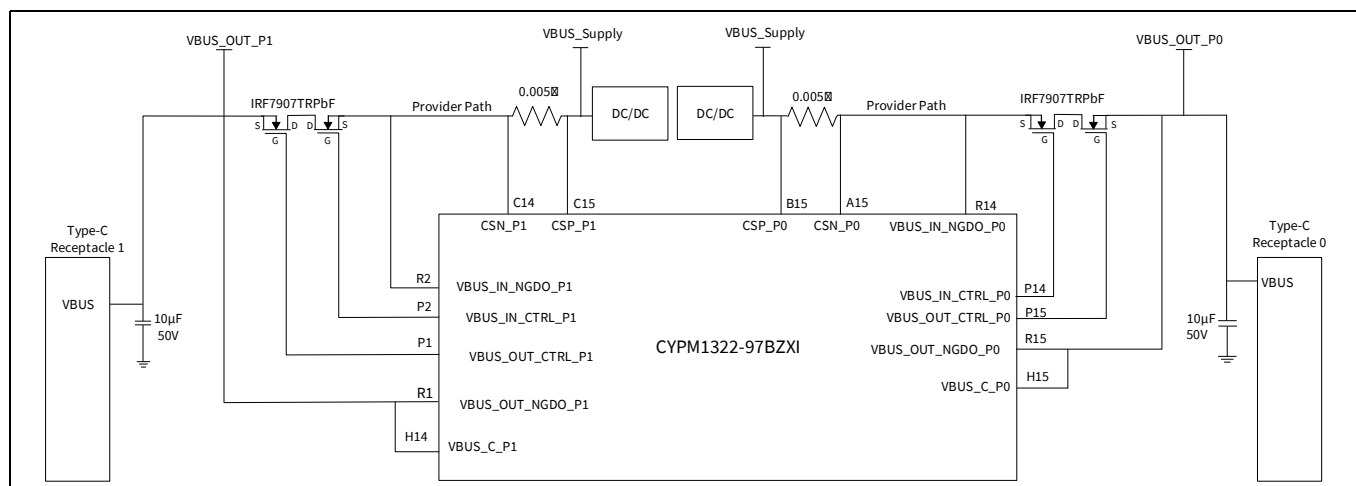 VBUS_OUT_P1
VBUS_Supply
VBUS_Supply
VBUS_OUT_P0
IRF7907TRPbF
Provider Path
0.005
DC/DC
DC/DC
0.005
Provider Path
IRF7907TRPbF
S
G
D
D
G
S
S
G
D
D
G
S
C14
C15
B15
A15
R14
CSN_P1
CSP_P1
CSP_P0
CSN_P0
VBUS_IN_NGDO_P0
Type-C
Receptacle 1
VBUS
10µF
50V
R2
VBUS_IN_NGDO_P1
P2
VBUS_IN_CTRL_P1
P1
VBUS_OUT_CTRL_P1
R1
VBUS_OUT_NGDO_P1
H14
VBUS_C_P1
CYPM1322-97BZXI
VBUS_IN_CTRL_P0
P14
VBUS_OUT_CTRL_P0
P15
VBUS_OUT_NGDO_P0
R15
VBUS_C_P0
H15
Type-C
Receptacle 0
VBUS
10µF
50V